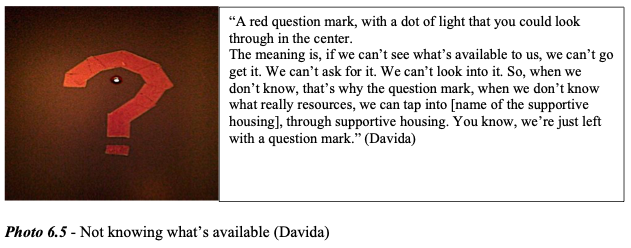 “A red question mark, with a dot of light that you could look
through in the center.
The meaning is, if we can’t see what’s available to us, we can’t go
get it. We can’t ask for it. We can’t look into it. So, when we
don’t know, that’s why the question mark, when we don’t know
what really resources, we can tap into [name of the supportive
housing], through supportive housing. You know, we’re just left
with a question mark.” (Davida)
Photo 6.5 - Not knowing what’s available (Davida)